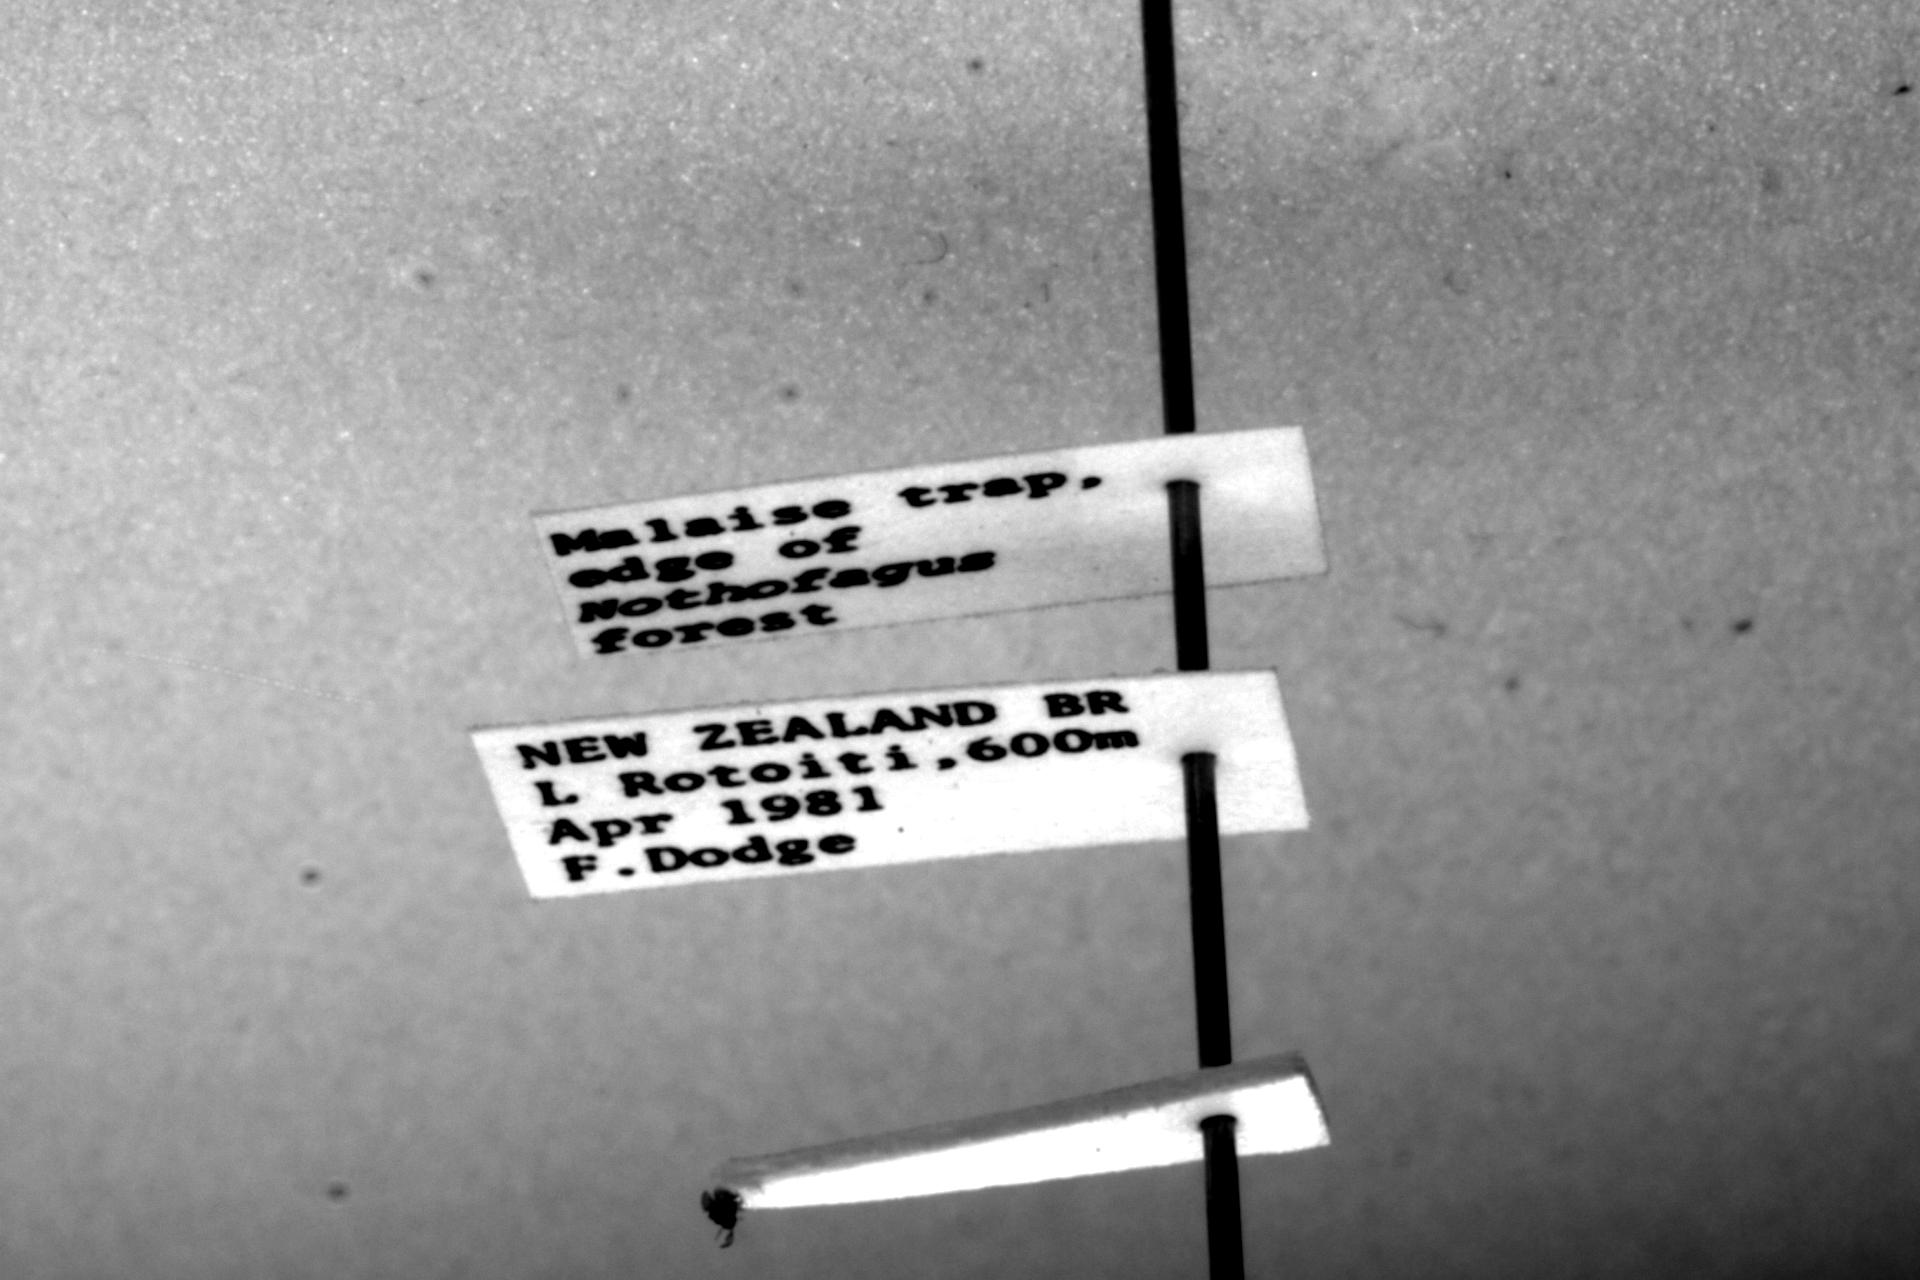 Malaise trap,
edge of
Nothofagus
forest
NEW ZEALAND BR
L Rotoiti,600m
Apr 1981
F.Dodge